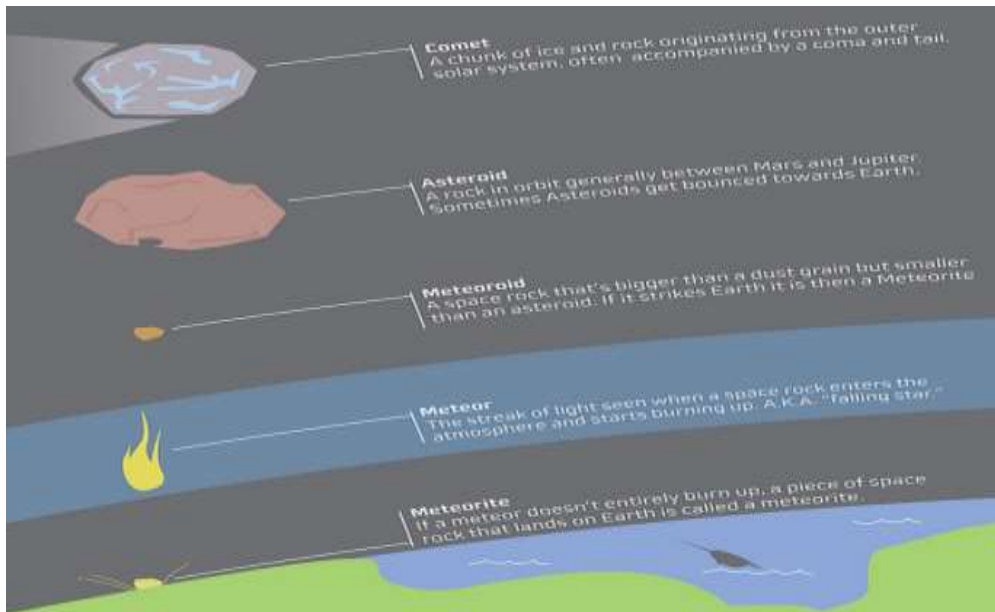 Comet
A chunk of ice and rock originating from the outer
solar system, often accompanied by a coma and tail.
Asteroid
A rock in orbit generally between Mars and Jupiter
Sometimes Asteroids get bounced towards Earth.
Meteoroid
A space rock that's bigger than a dust grain but smaller
than an asteroid. If it strikes Earth it is then a Meteorite
Meteor
The streak of light seen when a space rock enters the
atmosphere and starts burning up. A.K.A. "falling star."
Meteorite
If a meteor doesn't entirely burn up, a piece of space
rock that lands on Earth is called a meteorite.